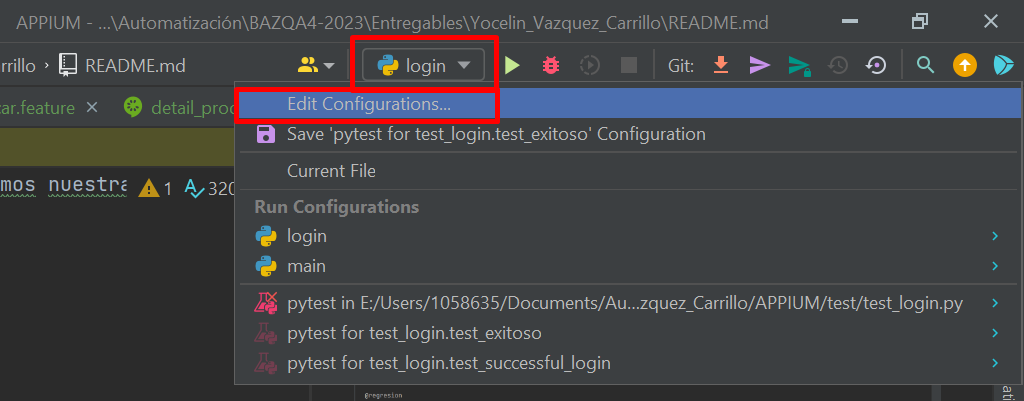 APPIUM - ...\Automatización\BAZQA4-2023\Entregables\Yocelin_Vazquez_Carrillo\README.md
rrillo › README.md
login
Git:
car.feature
detail_prod
Edit Configurations...
Save 'pytest for test_login.test_exitoso' Configuration
Current File
mos nuestra
1
320
Run Configurations
login
main
pytest in E:/Users/1058635/Documents/Au...zquez_Carrillo/APPIUM/test/test_login.py
pytest for test_login.test_exitoso
pytest for test_login.test_successful_login
@regresion